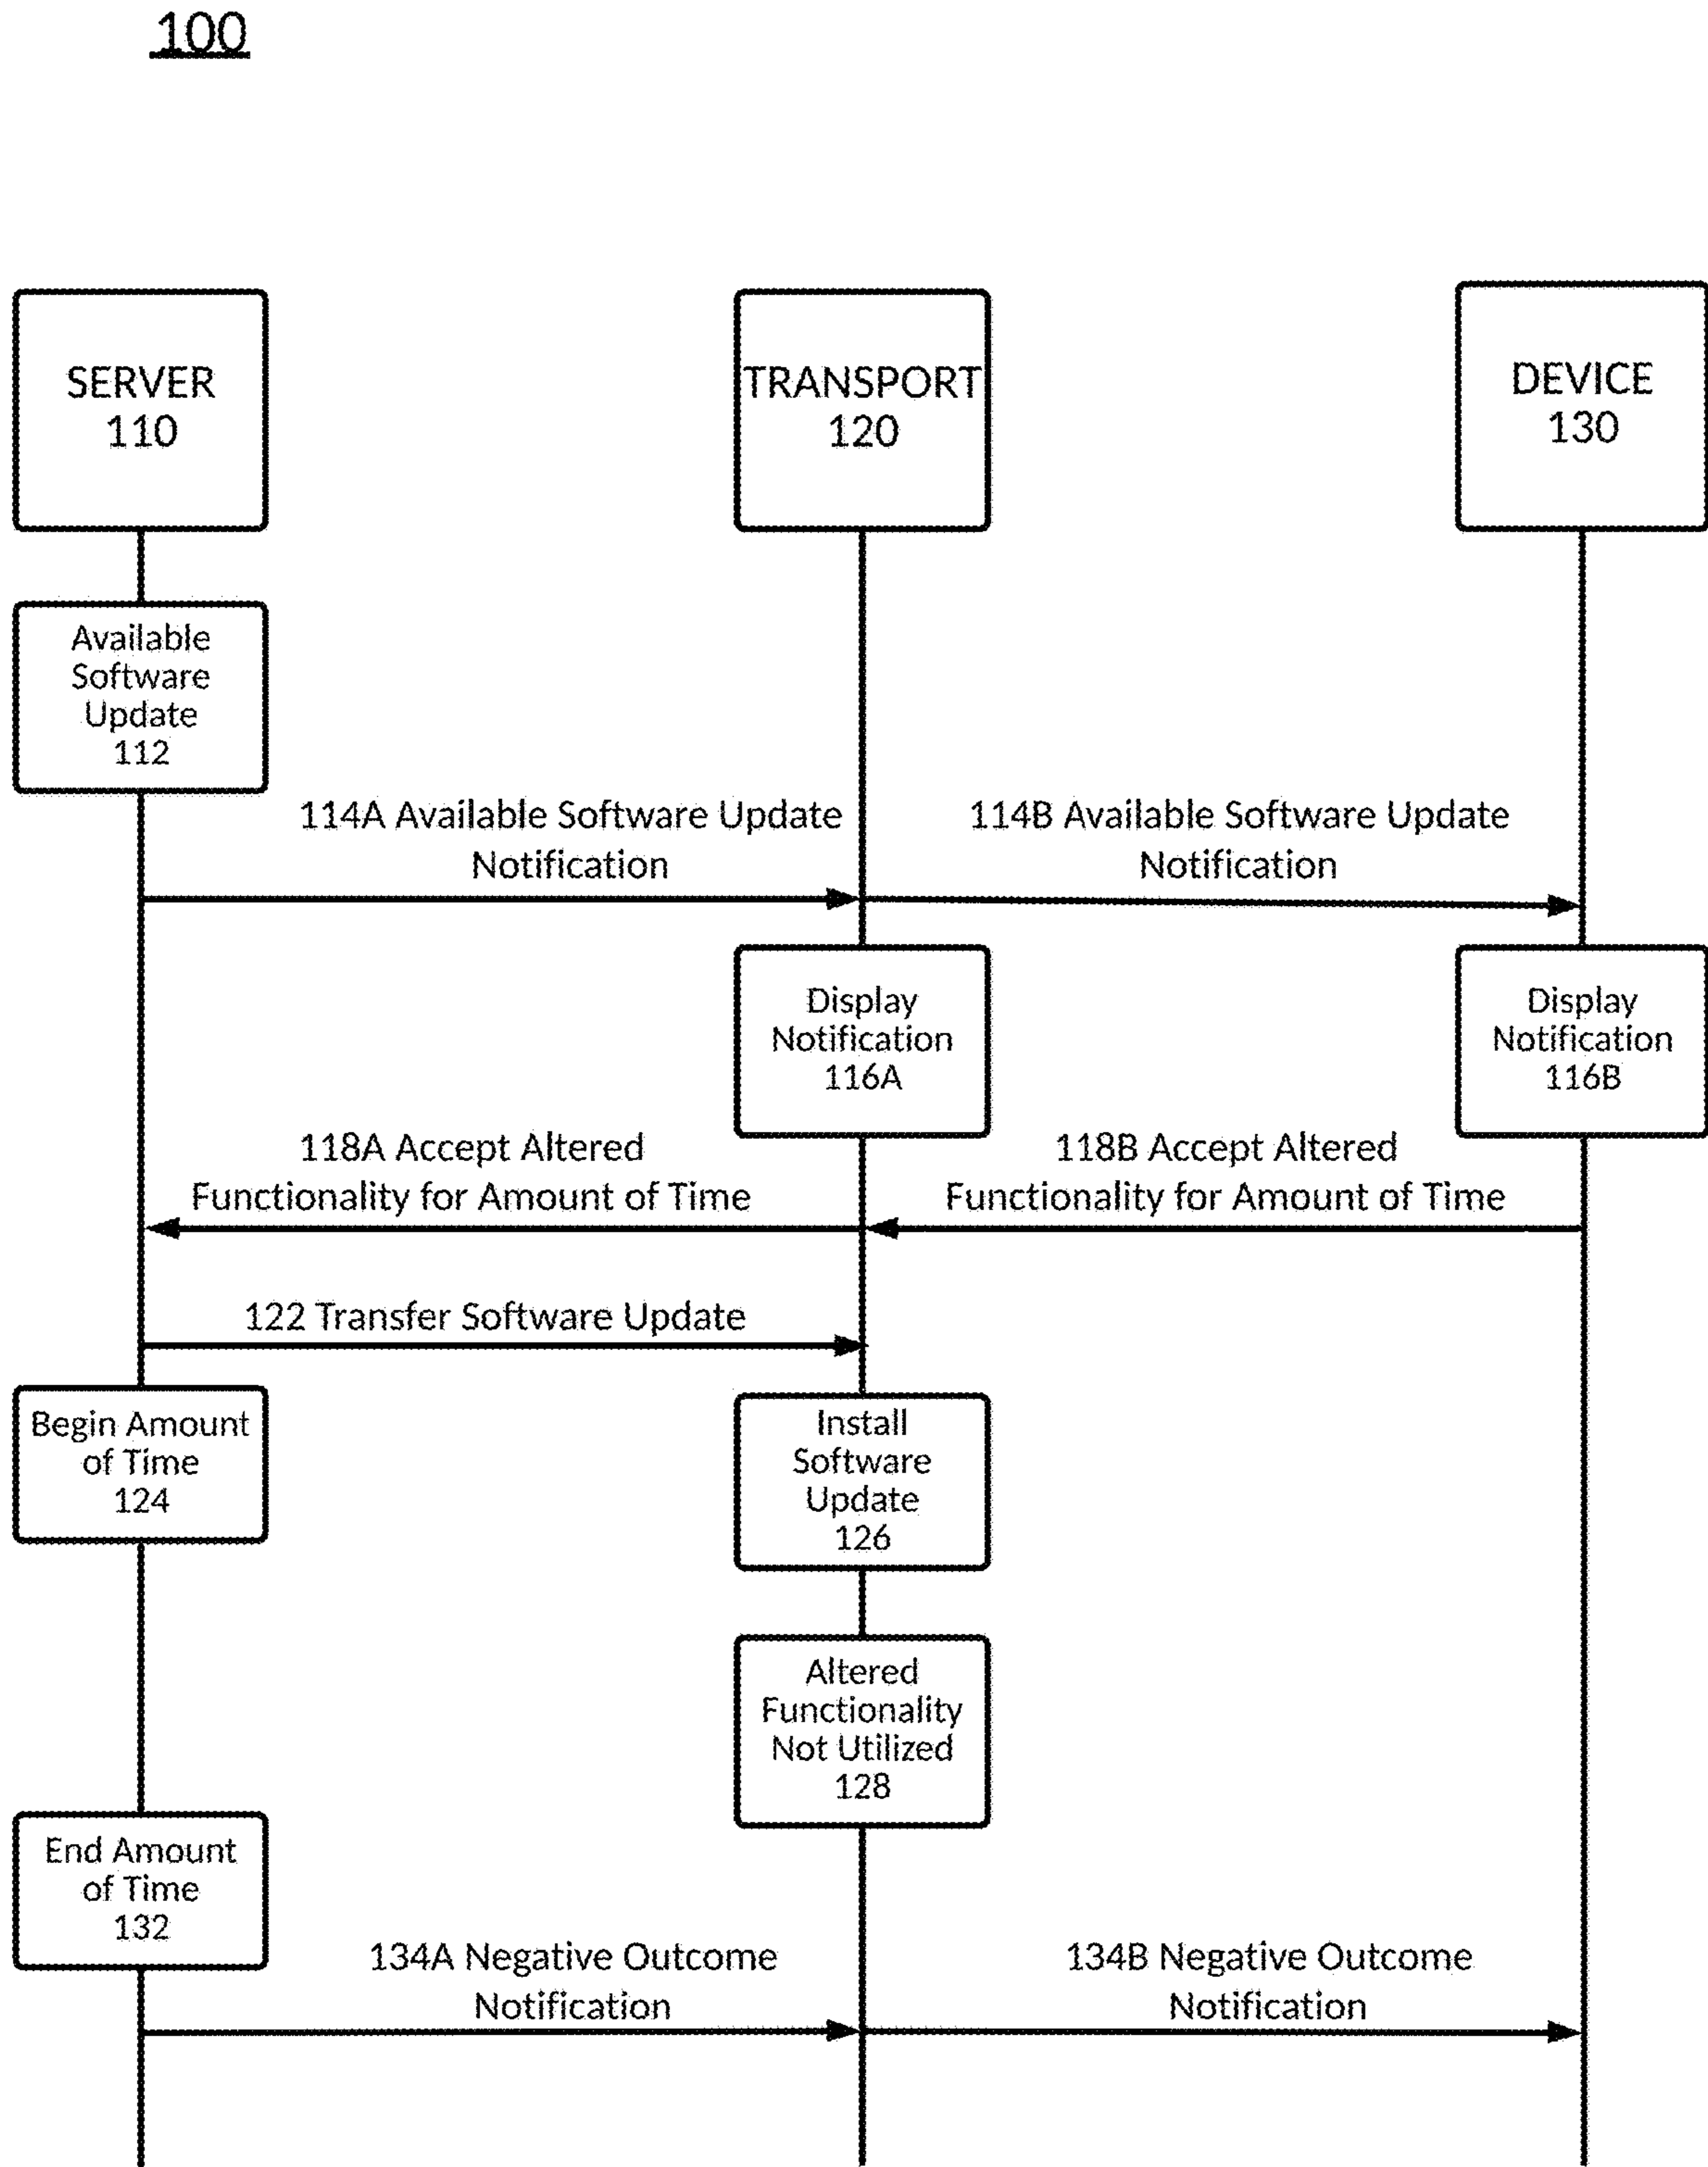 100
SERVER
110
TRANSPORT
120
DEVICE
130
Available
Software
Update
112
114A Available Software Update
Notification
114B Available Software Update
Notification
Display
Notification
116A
Display
Notification
116B
118A Accept Altered
Functionality for Amount of Time
118B Accept Altered
Functionality for Amount of Time
122 Transfer Software Update
Begin Amount
of Time
124
Install
Software
Update
126
Altered
Functionality
Not Utilized
128
End Amount
of Time
132
134A Negative Outcome
Notification
134B Negative Outcome
Notification